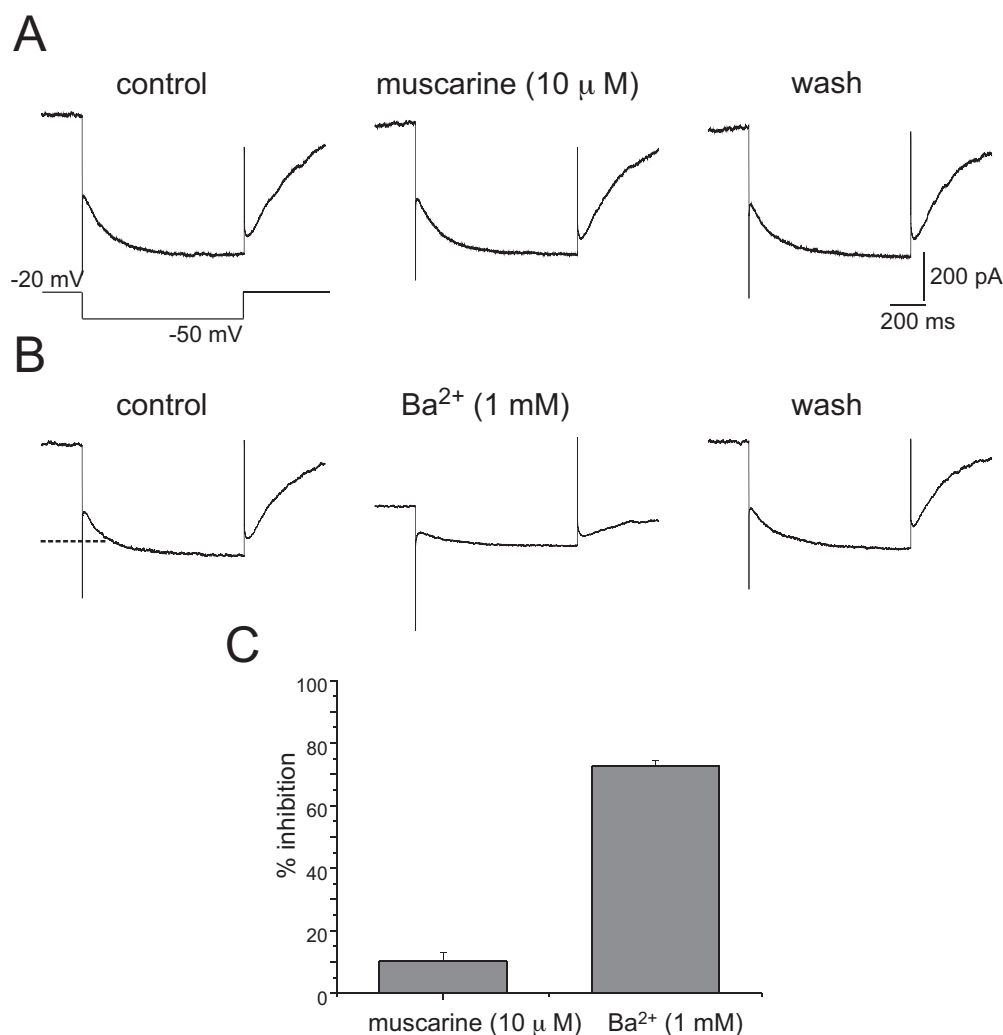 A
control muscarine (10 μ M) wash
-20 mV
-50 mV
200 pA
200 ms
B
control Ba²⁺ (1 mM) wash
C
100
80
60
40
20
0
% inhibition
muscarine (10 μ M) Ba²⁺ (1 mM)